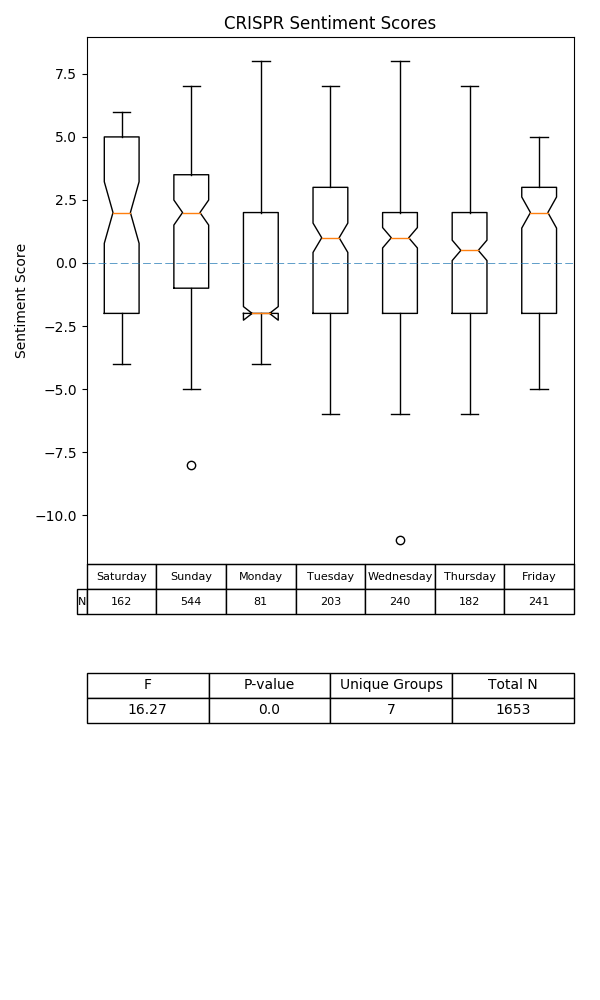 CRISPR Sentiment Scores
Sentiment Score
7.5
5.0
2.5
0.0
−2.5
−5.0
−7.5
−10.0
Saturday Sunday Monday Tuesday Wednesday Thursday Friday
N 162 544 81 203 240 182 241
F P-value Unique Groups Total N
16.27 0.0 7 1653